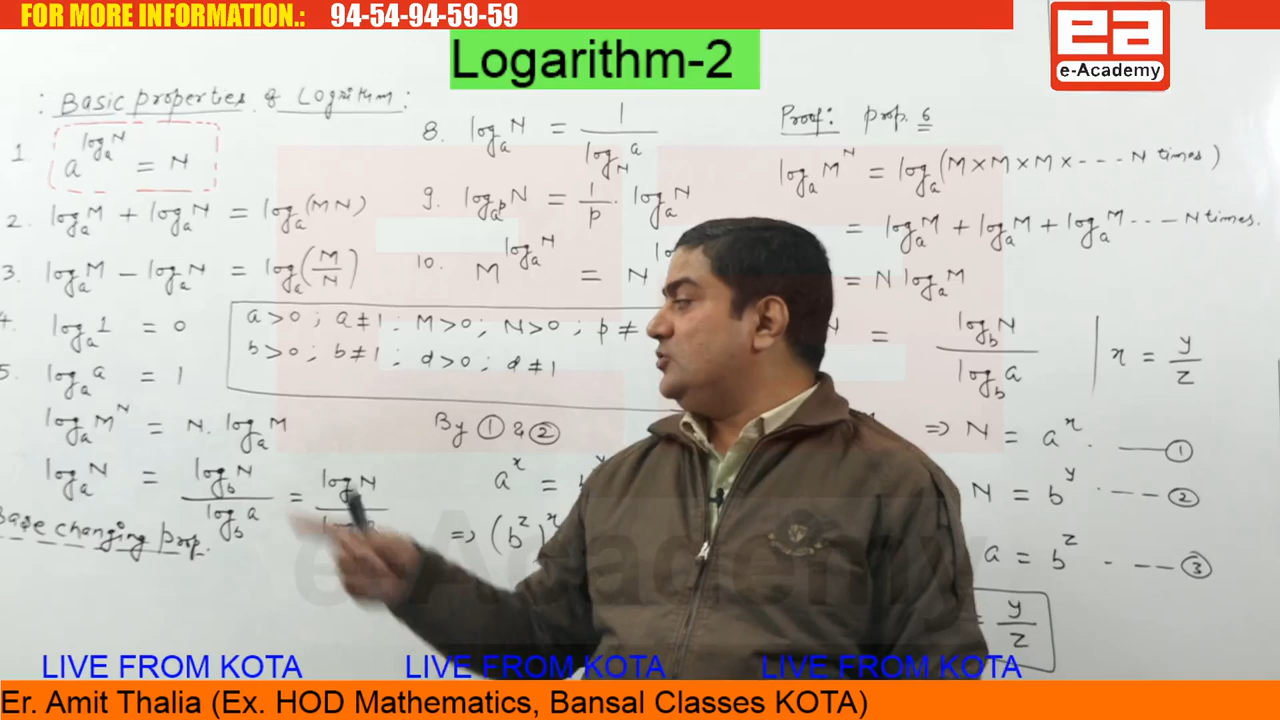 FOR MORE INFORMATION.: 94-54-94-59-59
ea
e-Academy
Logarithm-2
: Basic properties of Logrithm :
1 a^(log_a N) = N
2. log_a M + log_a N = log_a (MN)
3. log_a M − log_a N = log_a (M/N)
4. log_a 1 = 0
5. log_a a = 1
log_a M^N = N. log_a M
log_a N = log_b N / log_b a = log N
Base changing prop.
8. log_a N = 1 / log_N a
9. log_(a^p) N = 1/p . log_a N
10. M^(log_a N) = N
a>0 ; a≠1 ; M>0 ; N>0 ; p≠
b>0 ; b≠1 ; d>0 ; d≠1
By ① & ②
a^x =
⇒ (b^z)^x
Proof: prop. 6
log_a M^N = log_a (M×M×M×---N times)
= log_a M + log_a M + log_a M ---- N times.
= N log_a M
N = log_b N / log_b a | x = y/z
⇒ N = a^x . —— ①
N = b^y --- ②
a = b^z . --- ③
= y/z
e-Academy
LIVE FROM KOTA LIVE FROM KOTA LIVE FROM KOTA
Er. Amit Thalia (Ex. HOD Mathematics, Bansal Classes KOTA)